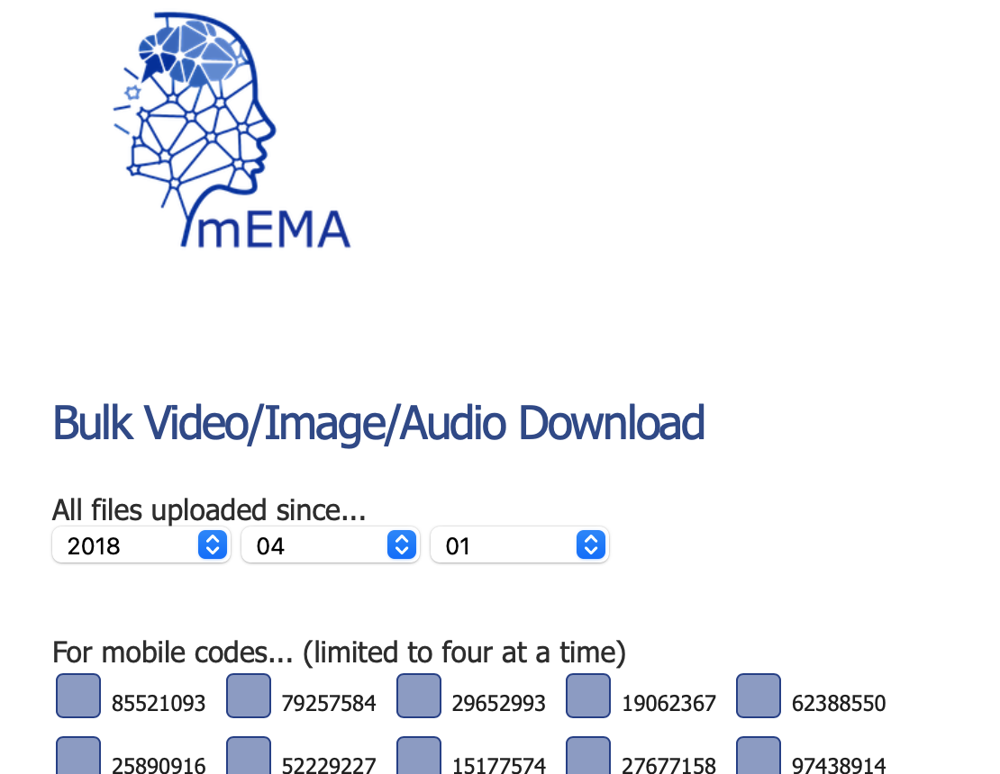 mEMA
Bulk Video/Image/Audio Download
All files uploaded since...
2018 04 01
For mobile codes... (limited to four at a time)
85521093 79257584 29652993 19062367 62388550
25890916 52229227 15177574 27677158 97438914